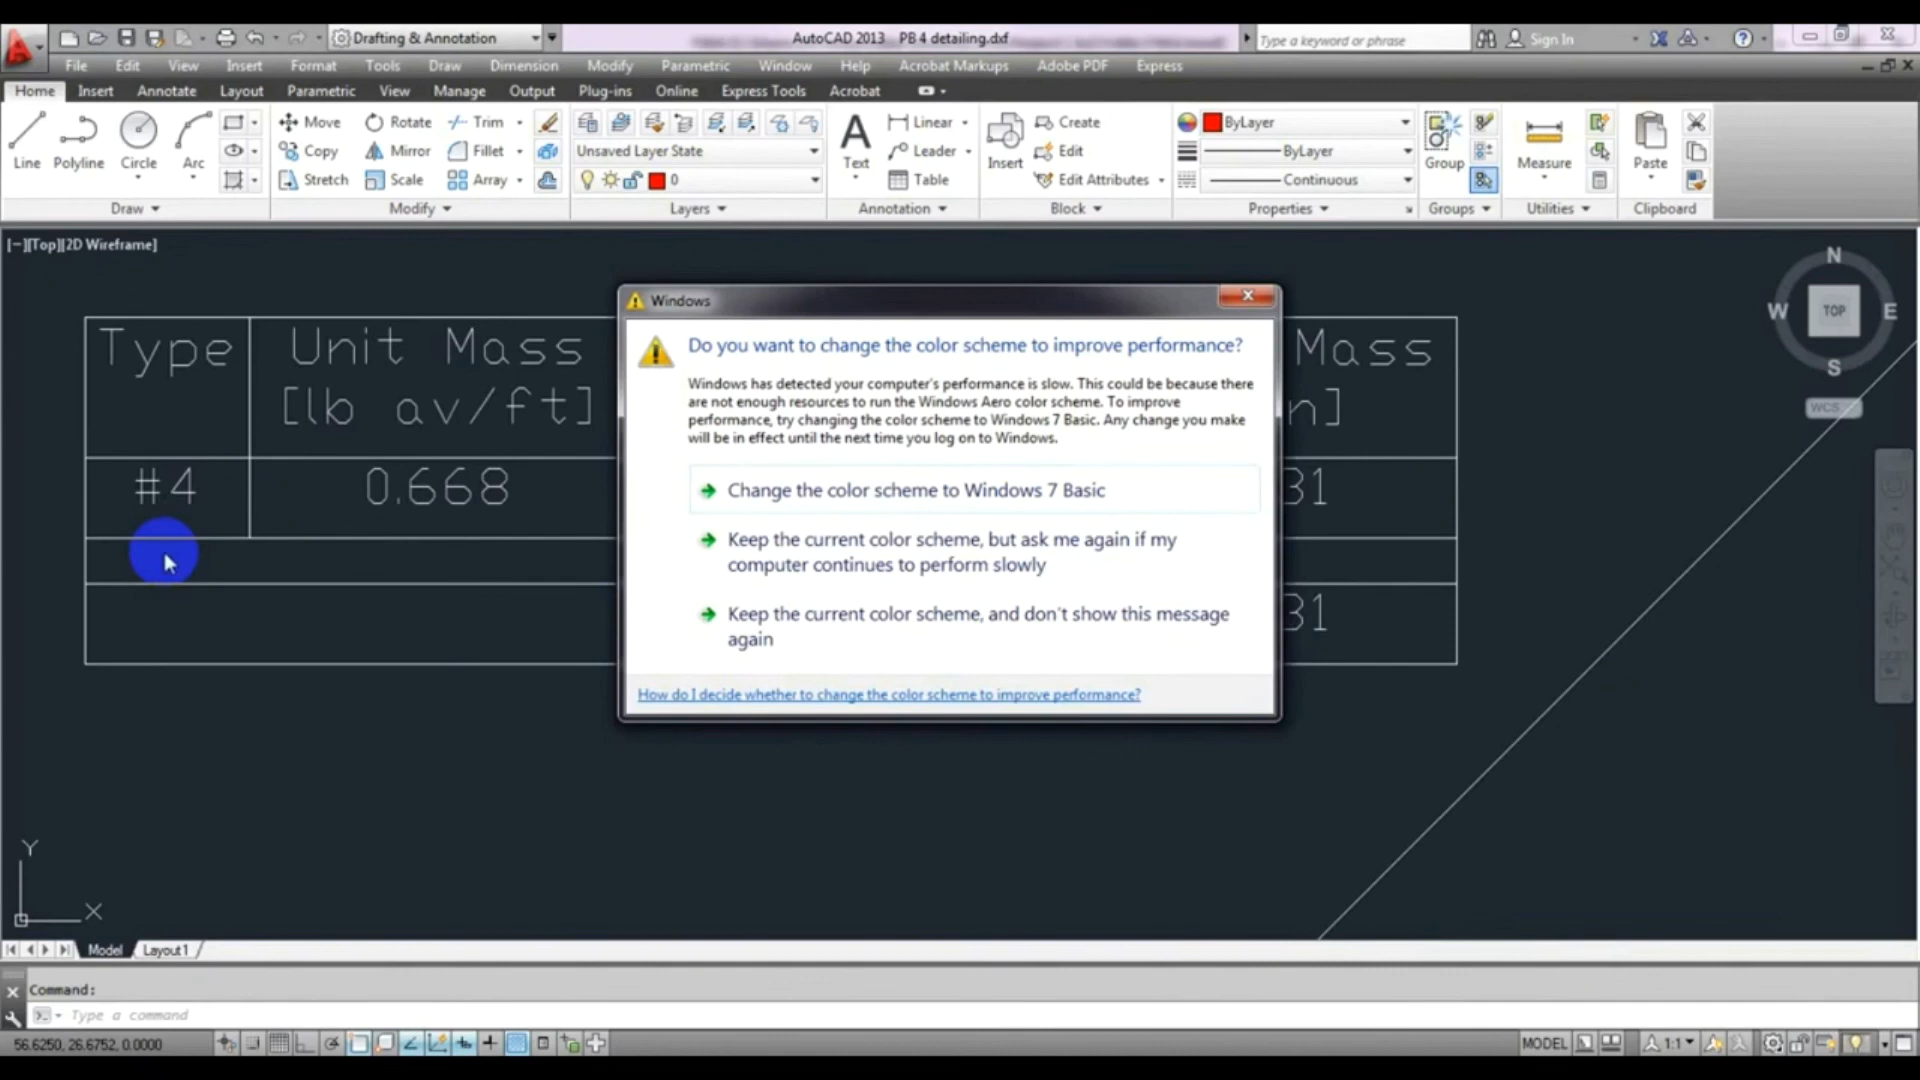 Drafting & Annotation
AutoCAD 2013 PB 4 detailing.dxf
Type a keyword or phrase
Sign In
File Edit View Insert Format Tools Draw Dimension Modify Parametric Window Help Acrobat Markups Adobe PDF Express
Home Insert Annotate Layout Parametric View Manage Output Plug-ins Online Express Tools Acrobat
Move Rotate Trim Linear Create ByLayer
Line Polyline Circle Arc Copy Mirror Fillet Unsaved Layer State Text Leader Insert Edit ByLayer Group Measure Paste
Stretch Scale Array 0 Table Edit Attributes Continuous
Draw Modify Layers Annotation Block Properties Groups Utilities Clipboard
[−][Top][2D Wireframe]
N
W TOP E
S
WCS
Windows
Do you want to change the color scheme to improve performance?
Windows has detected your computer's performance is slow. This could be because there
are not enough resources to run the Windows Aero color scheme. To improve
performance, try changing the color scheme to Windows 7 Basic. Any change you make
will be in effect until the next time you log on to Windows.
Change the color scheme to Windows 7 Basic
Keep the current color scheme, but ask me again if my
computer continues to perform slowly
Keep the current color scheme, and don't show this message
again
How do I decide whether to change the color scheme to improve performance?
Type Unit Mass Mass
[lb av/ft] n]
#4 0.668 31
31
Y
X
Model Layout1
Command:
Type a command
56.6250, 26.6752, 0.0000
MODEL 1:1